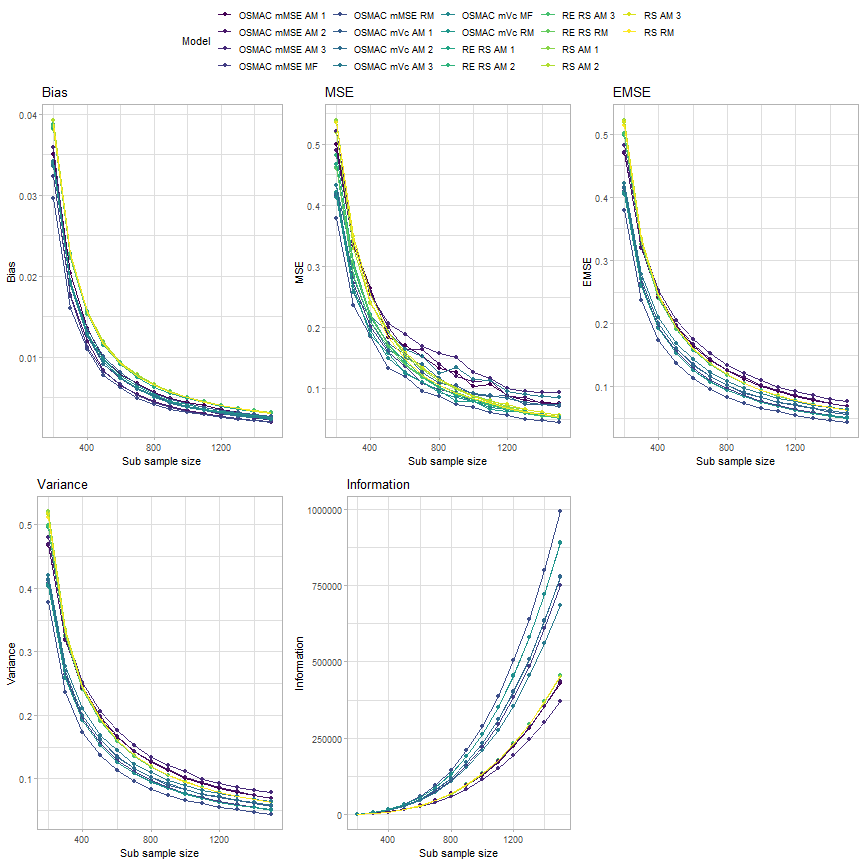 Model
OSMAC mMSE AM 1
OSMAC mMSE AM 2
OSMAC mMSE AM 3
OSMAC mMSE MF
OSMAC mMSE RM
OSMAC mVc AM 1
OSMAC mVc AM 2
OSMAC mVc AM 3
OSMAC mVc MF
OSMAC mVc RM
RE RS AM 1
RE RS AM 2
RE RS AM 3
RE RS RM
RS AM 1
RS AM 2
RS AM 3
RS RM
Bias
Bias
0.04
0.03
0.02
0.01
400
800
1200
Sub sample size
MSE
MSE
0.5
0.4
0.3
0.2
0.1
400
800
1200
Sub sample size
EMSE
EMSE
0.5
0.4
0.3
0.2
0.1
400
800
1200
Sub sample size
Variance
Variance
0.5
0.4
0.3
0.2
0.1
400
800
1200
Sub sample size
Information
Information
1000000
750000
500000
250000
0
400
800
1200
Sub sample size